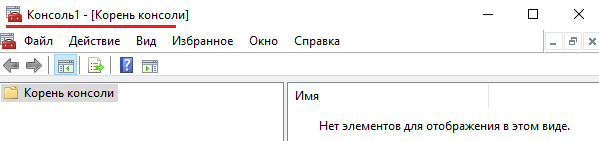 Консоль1 - [Корень консоли]
Файл Действие Вид Избранное Окно Справка
Корень консоли
Имя
Нет элементов для отображения в этом виде.